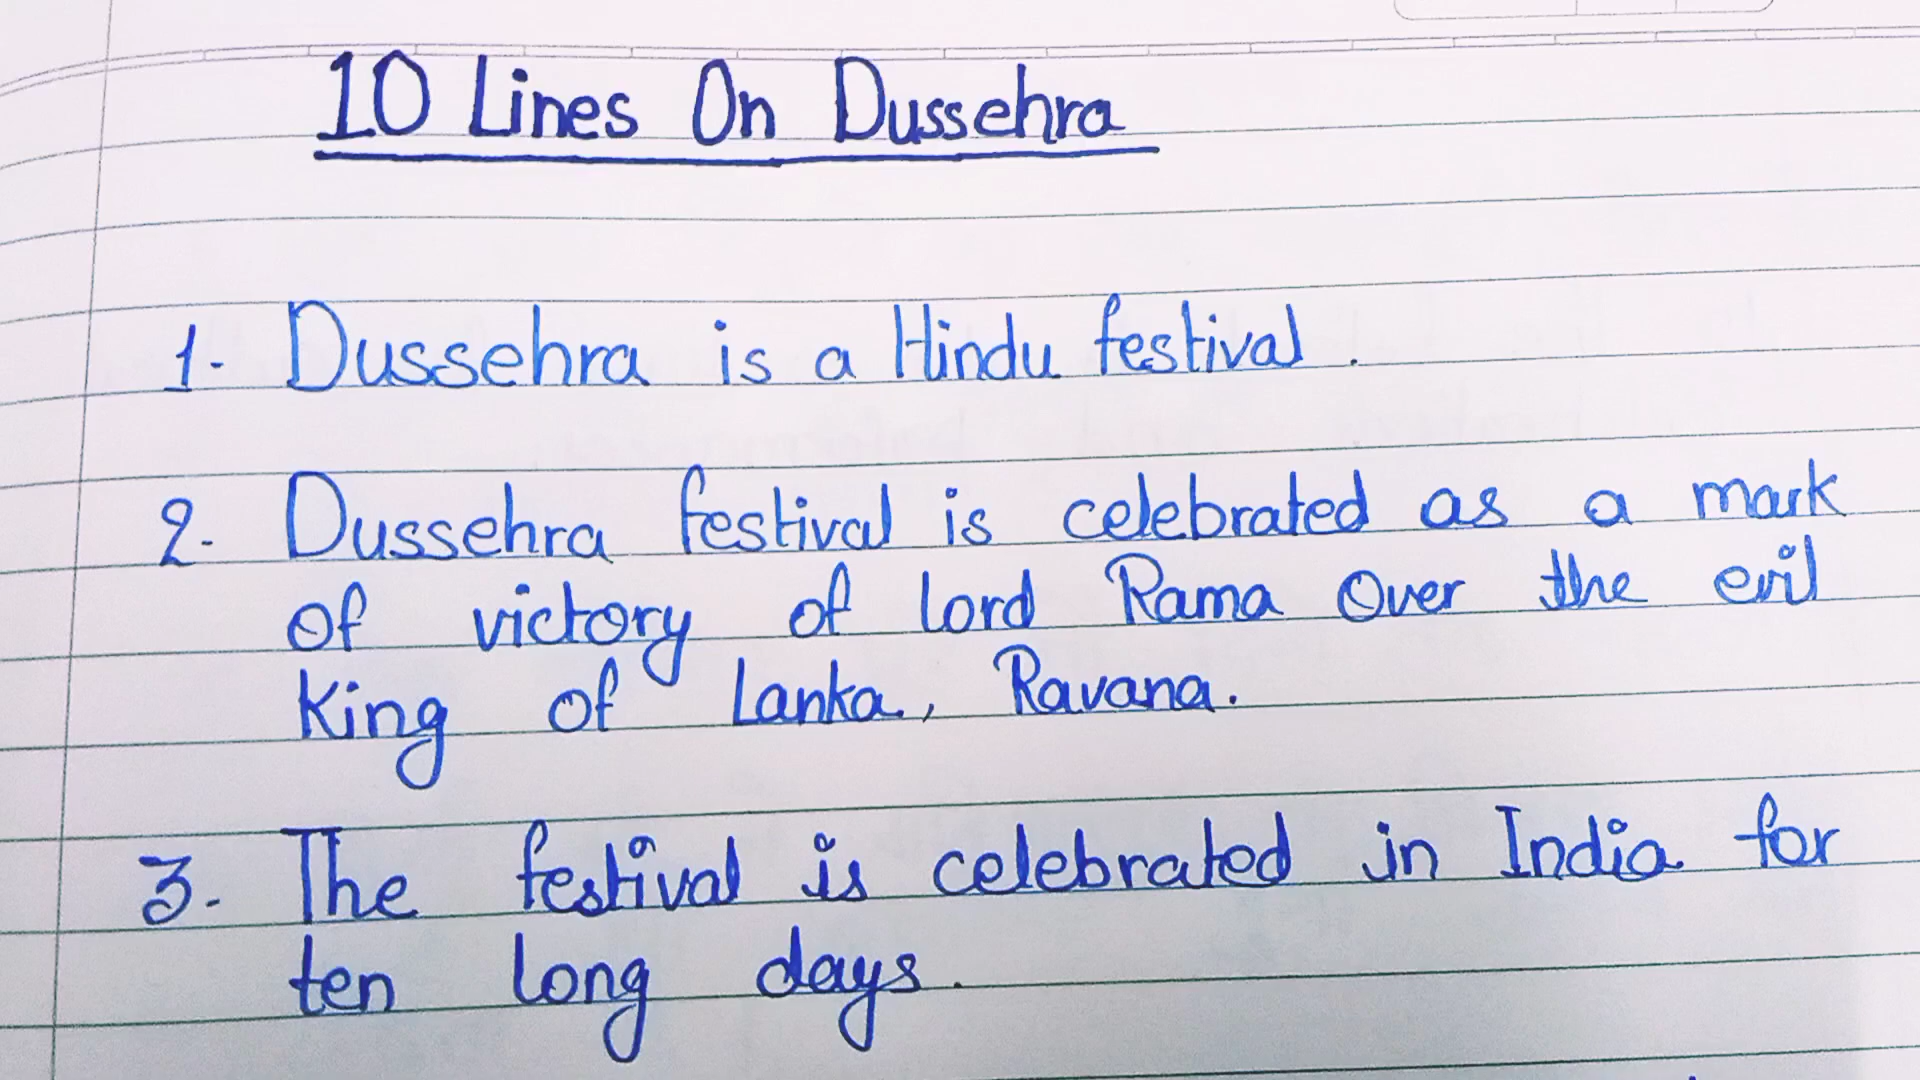 10 Lines On Dussehra
1. Dussehra is a Hindu festival.
2. Dussehra festival is celebrated as a mark
of victory of lord Rama Over the evil
King of Lanka, Ravana.
3. The festival is celebrated in India for
ten long days.